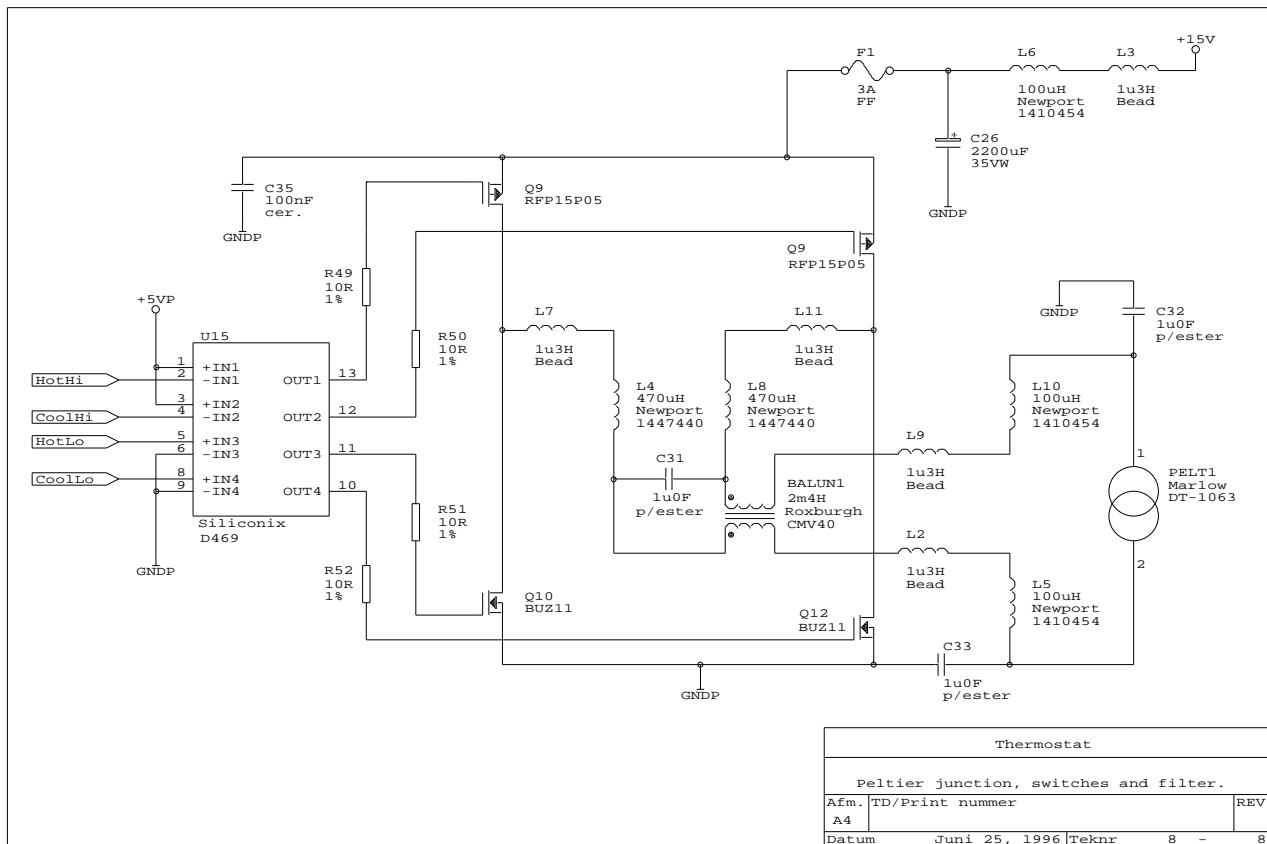 +15V
F1
3A
FF
L6
100uH
Newport
1410454
L3
1u3H
Bead
+
C26
2200uF
35VW
GNDP
C35
100nF
cer.
GNDP
Q9
RFP15P05
Q9
RFP15P05
R49
10R
1%
+5VP
U15
R50
10R
1%
L7
1u3H
Bead
L11
1u3H
Bead
GNDP
C32
1u0F
p/ester
HotHi
CoolHi
HotLo
CoolLo
1 +IN1
2 -IN1
3 +IN2
4 -IN2
5 +IN3
6 -IN3
8 +IN4
9 -IN4
OUT1 13
OUT2 12
OUT3 11
OUT4 10
Siliconix
D469
GNDP
L4
470uH
Newport
1447440
L8
470uH
Newport
1447440
L10
100uH
Newport
1410454
L9
1u3H
Bead
C31
1u0F
p/ester
BALUN1
2m4H
Roxburgh
CMV40
1
PELT1
Marlow
DT-1063
2
R51
10R
1%
R52
10R
1%
L2
1u3H
Bead
L5
100uH
Newport
1410454
Q10
BUZ11
Q12
BUZ11
C33
1u0F
p/ester
GNDP
Thermostat
Peltier junction, switches and filter.
Afm. TD/Print nummer REV
A4
Datum Juni 25, 1996 Teknr 8 - 8